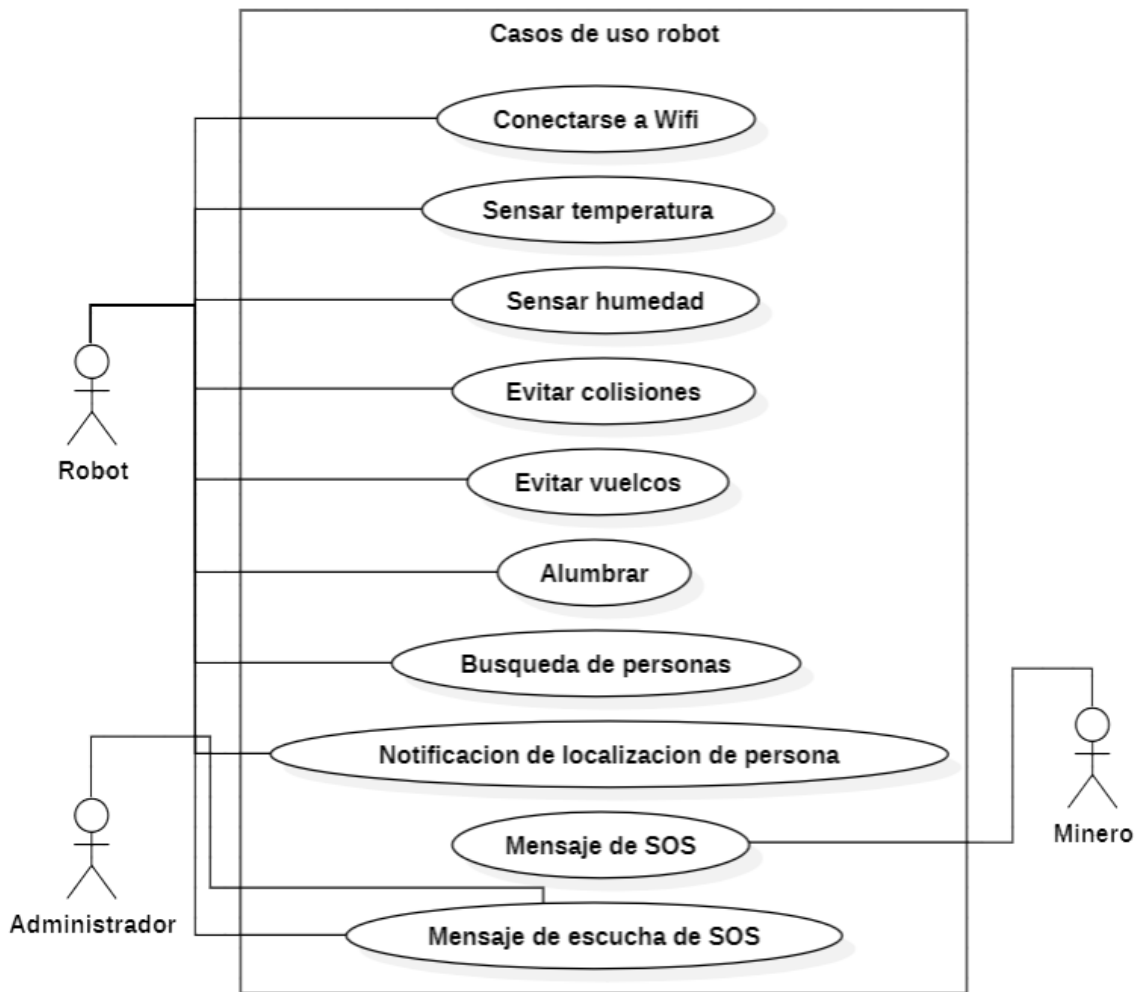 Casos de uso robot
Conectarse a Wifi
Sensar temperatura
Sensar humedad
Evitar colisiones
Robot
Evitar vuelcos
Alumbrar
Busqueda de personas
Notificacion de localizacion de persona
Minero
Mensaje de SOS
Administrador
Mensaje de escucha de SOS